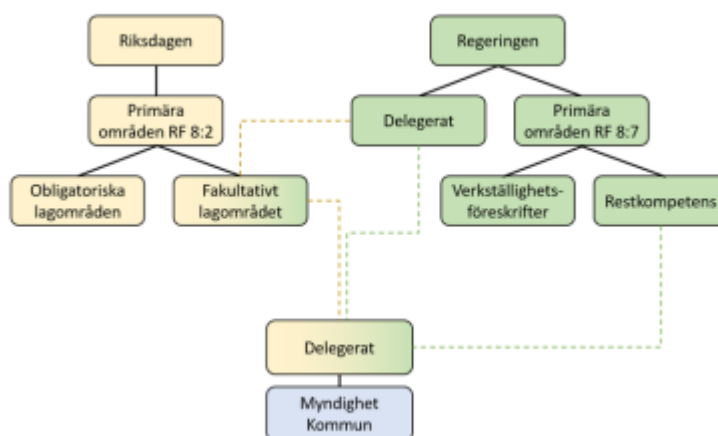 Riksdagen
Regeringen
Primära
områden RF 8:2
Delegerat
Primära
områden RF 8:7
Obligatoriska
lagområden
Fakultativt
lagområdet
Verkställighets-
föreskrifter
Restkompetens
Delegerat
Myndighet
Kommun